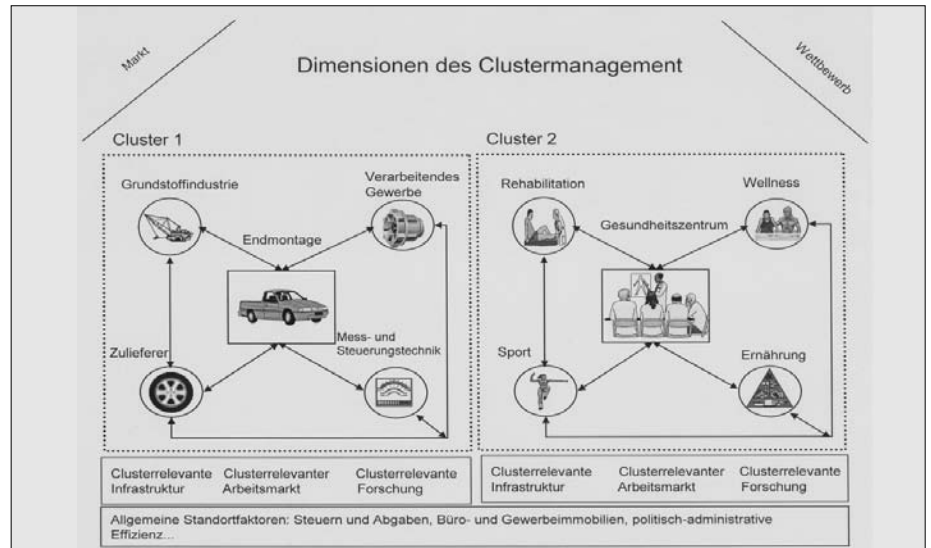 Markt
Wettbewerb
Dimensionen des Clustermanagement
Cluster 1
Grundstoffindustrie
Verarbeitendes
Gewerbe
Endmontage
Mess- und
Steuerungstechnik
Zulieferer
Clusterrelevante
Infrastruktur
Clusterrelevanter
Arbeitsmarkt
Clusterrelevante
Forschung
Cluster 2
Rehabilitation
Wellness
Gesundheitszentrum
Sport
Ernährung
Clusterrelevante
Infrastruktur
Clusterrelevanter
Arbeitsmarkt
Clusterrelevante
Forschung
Allgemeine Standortfaktoren: Steuern und Abgaben, Büro- und Gewerbeimmobilien, politisch-administrative
Effizienz...